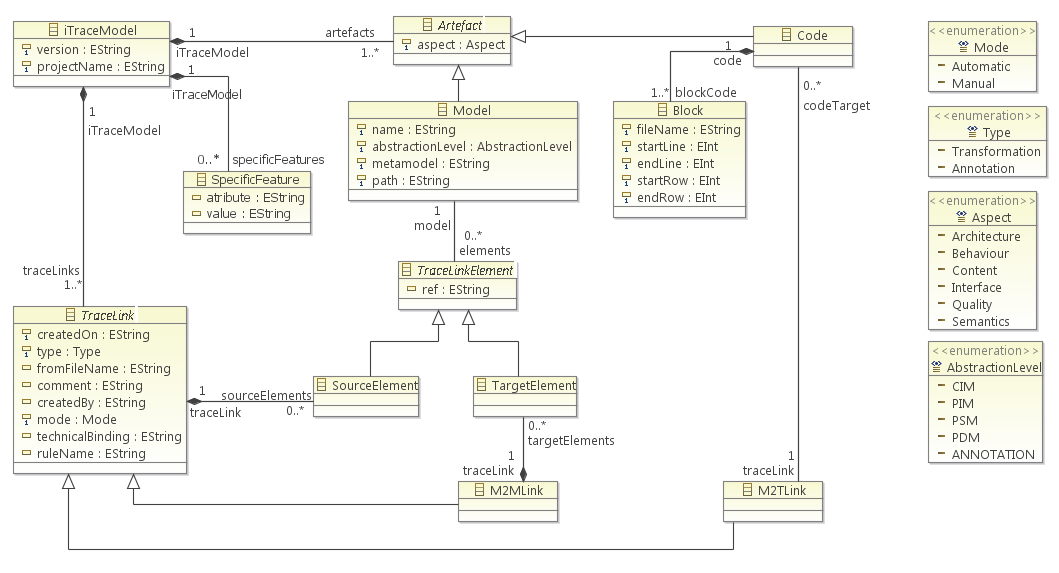 iTraceModel
version : EString
projectName : EString
1
iTraceModel
artefacts
1..*
Artefact
aspect : Aspect
Code
1
code
1..* blockCode
0..*
codeTarget
1
iTraceModel
1
iTraceModel
0..* specificFeatures
SpecificFeature
atribute : EString
value : EString
Model
name : EString
abstractionLevel : AbstractionLevel
metamodel : EString
path : EString
Block
fileName : EString
startLine : EInt
endLine : EInt
startRow : EInt
endRow : EInt
1
model
0..*
elements
TraceLinkElement
ref : EString
traceLinks
1..*
TraceLink
createdOn : EString
type : Type
fromFileName : EString
comment : EString
createdBy : EString
mode : Mode
technicalBinding : EString
ruleName : EString
1
traceLink
sourceElements
0..*
SourceElement
TargetElement
0..*
targetElements
1
traceLink
M2MLink
1
traceLink
M2TLink
<<enumeration>>
Mode
Automatic
Manual
<<enumeration>>
Type
Transformation
Annotation
<<enumeration>>
Aspect
Architecture
Behaviour
Content
Interface
Quality
Semantics
<<enumeration>>
AbstractionLevel
CIM
PIM
PSM
PDM
ANNOTATION